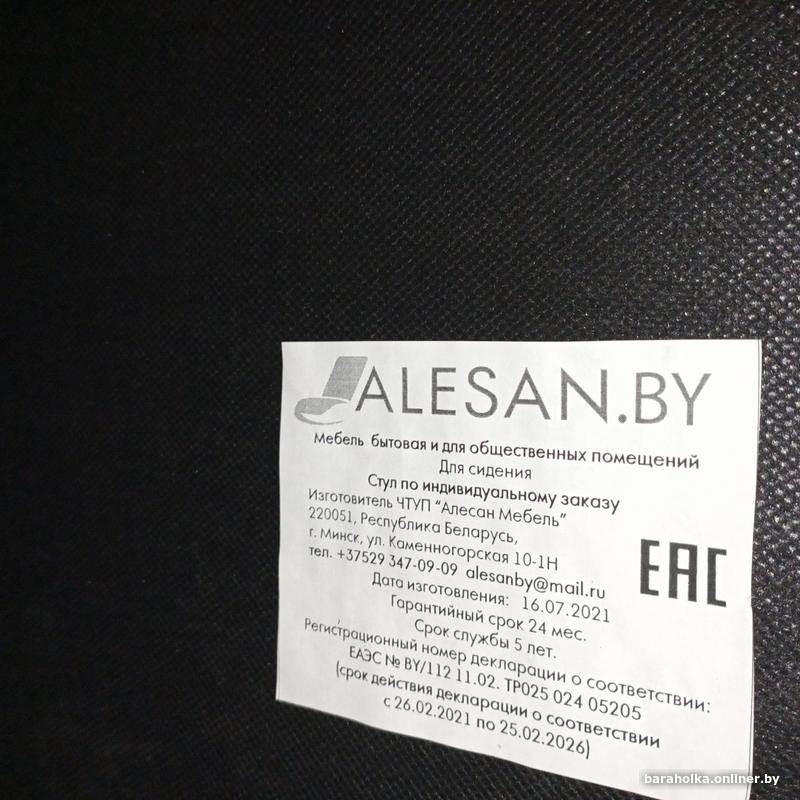 ALESAN.BY
Мебель бытовая и для общественных помещений
Для сидения
Стул по индивидуальному заказу
Изготовитель ЧТУП “Алесан Мебель”
220051, Республика Беларусь,
г. Минск, ул. Каменногорская 10-1Н
тел. +37529 347-09-09 alesanby@mail.ru
EAC
Дата изготовления: 16.07.2021
Гарантийный срок 24 мес.
Срок службы 5 лет.
Регистрационный номер декларации о соответствии:
ЕАЭС № BY/112 11.02. ТР025 024 05205
(срок действия декларации о соответствии
с 26.02.2021 по 25.02.2026)
baraholka.onliner.by